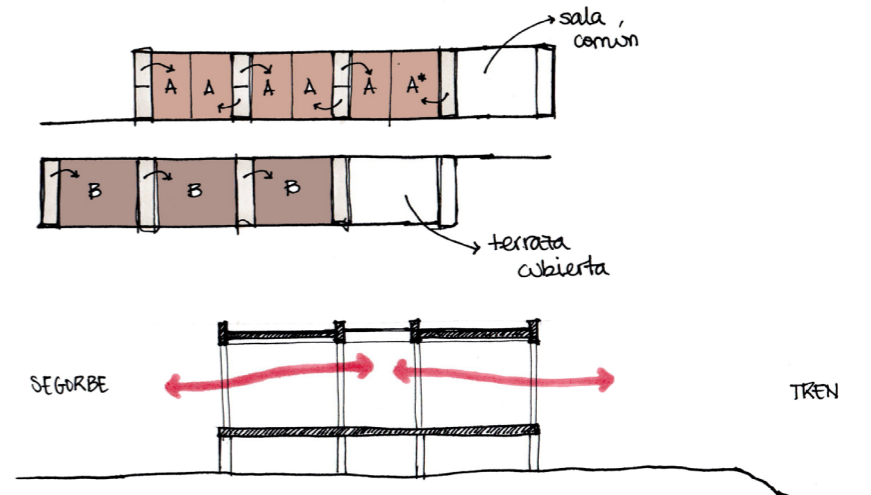 sala,
común
A A A A A A*
B B B
terraza
cubierta
SEGORBE
TREN